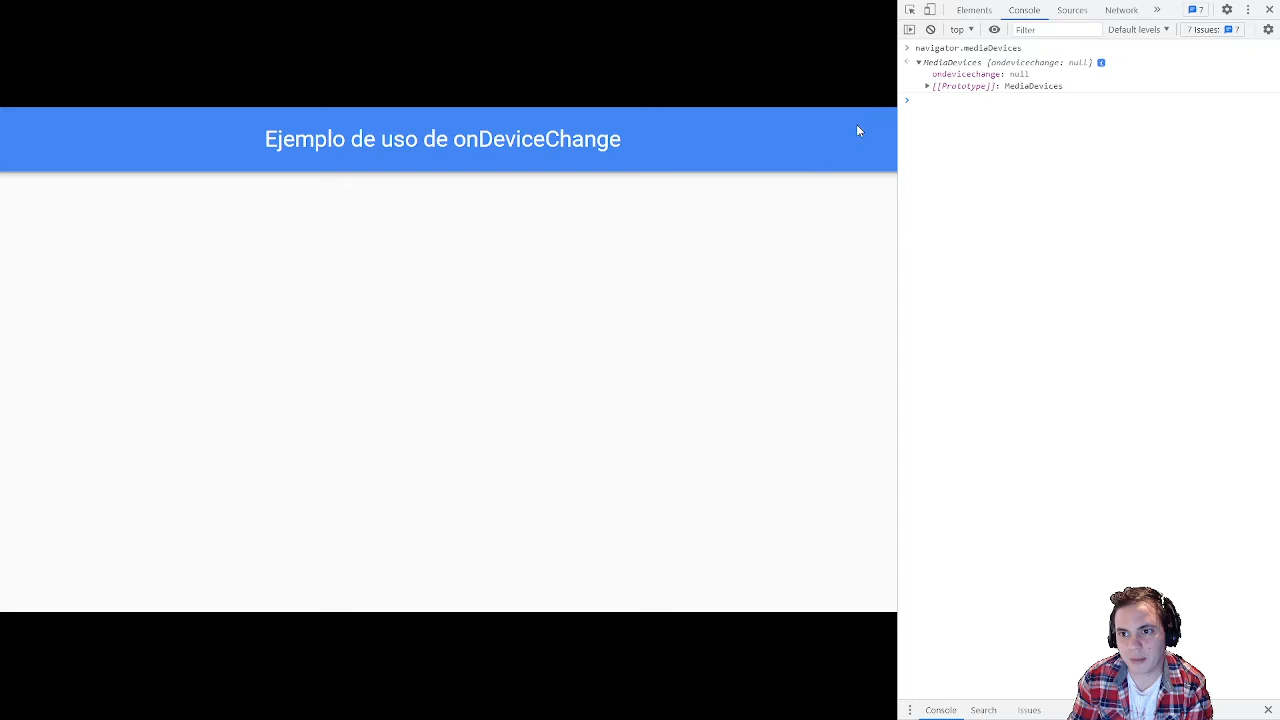 Elements Console Sources Network 7
top Filter Default levels 7 Issues: 7
navigator.mediaDevices
MediaDevices {ondevicechange: null}
ondevicechange: null
[[Prototype]]: MediaDevices
Ejemplo de uso de onDeviceChange
Console Search Issues